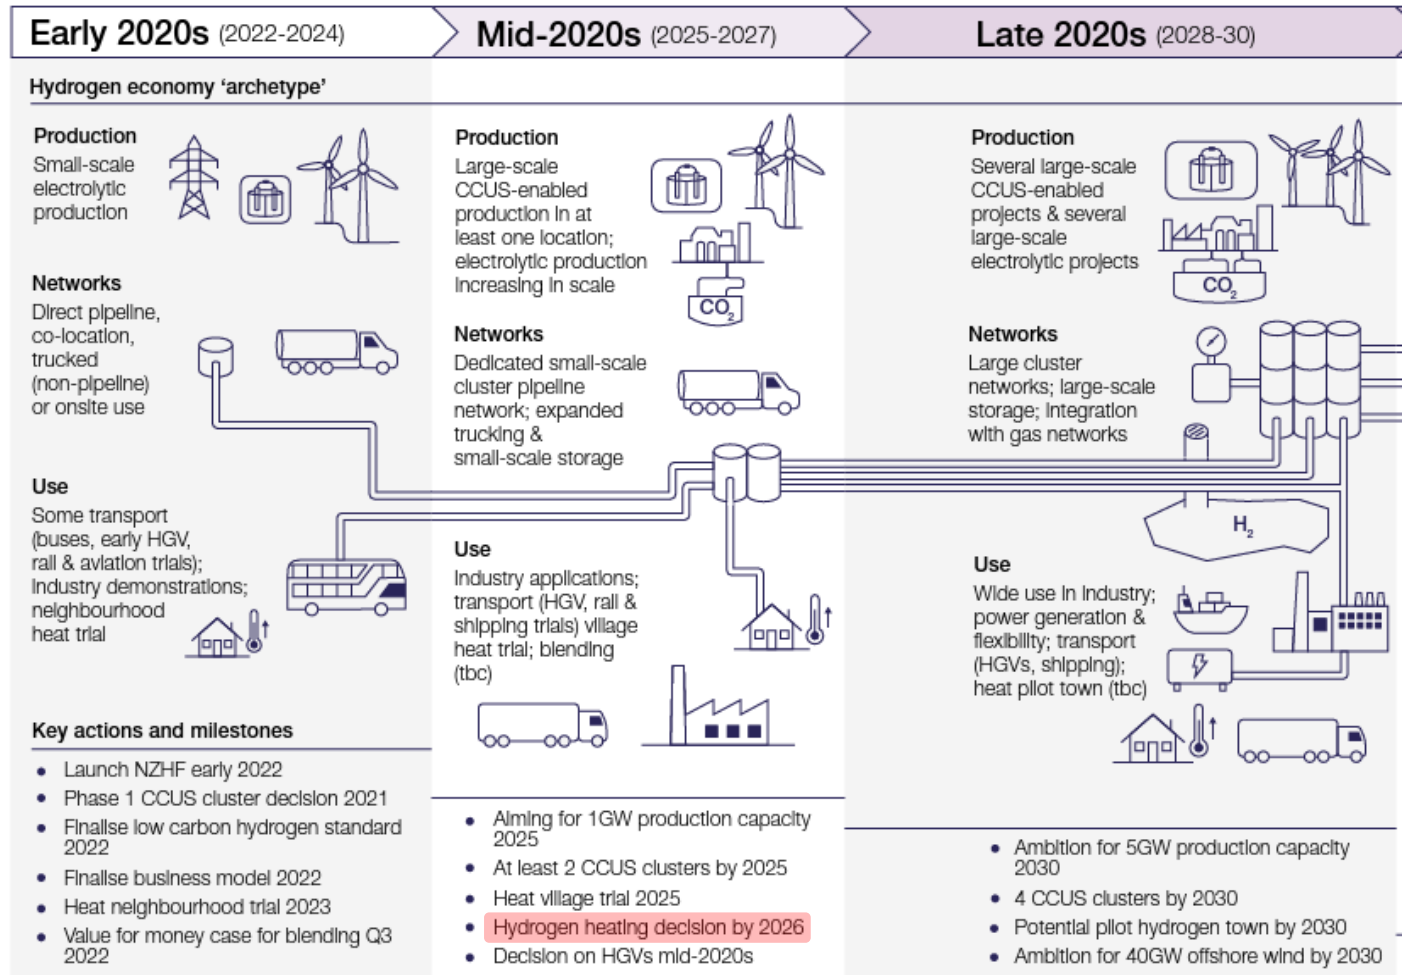 Early 2020s (2022-2024)
Mid-2020s (2025-2027)
Late 2020s (2028-30)
Hydrogen economy ‘archetype’
Production
Small-scale
electrolytic
production
Networks
Direct pipeline,
co-location,
trucked
(non-pipeline)
or onsite use
Use
Some transport
(buses, early HGV,
rail & aviation trials);
industry demonstrations;
neighbourhood
heat trial
Key actions and milestones
• Launch NZHF early 2022
• Phase 1 CCUS cluster decision 2021
• Finalise low carbon hydrogen standard
2022
• Finalise business model 2022
• Heat neighbourhood trial 2023
• Value for money case for blending Q3
2022
Production
Large-scale
CCUS-enabled
production in at
least one location;
electrolytic production
increasing in scale
CO₂
Networks
Dedicated small-scale
cluster pipeline
network; expanded
trucking &
small-scale storage
Use
Industry applications;
transport (HGV, rail &
shipping trials) village
heat trial; blending
(tbc)
• Aiming for 1GW production capacity
2025
• At least 2 CCUS clusters by 2025
• Heat village trial 2025
• Hydrogen heating decision by 2026
• Decision on HGVs mid-2020s
Production
Several large-scale
CCUS-enabled
projects & several
large-scale
electrolytic projects
CO₂
Networks
Large cluster
networks; large-scale
storage; integration
with gas networks
H₂
Use
Wide use in industry;
power generation &
flexibility; transport
(HGVs, shipping);
heat pilot town (tbc)
• Ambition for 5GW production capacity
2030
• 4 CCUS clusters by 2030
• Potential pilot hydrogen town by 2030
• Ambition for 40GW offshore wind by 2030